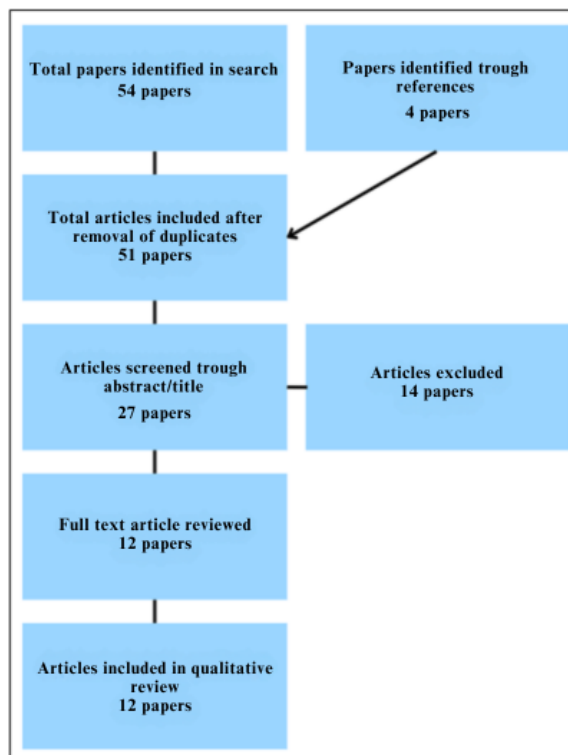 Total papers identified in search
54 papers
Papers identified trough
references
4 papers
Total articles included after
removal of duplicates
51 papers
Articles screened trough
abstract/title
27 papers
Articles excluded
14 papers
Full text article reviewed
12 papers
Articles included in qualitative
review
12 papers